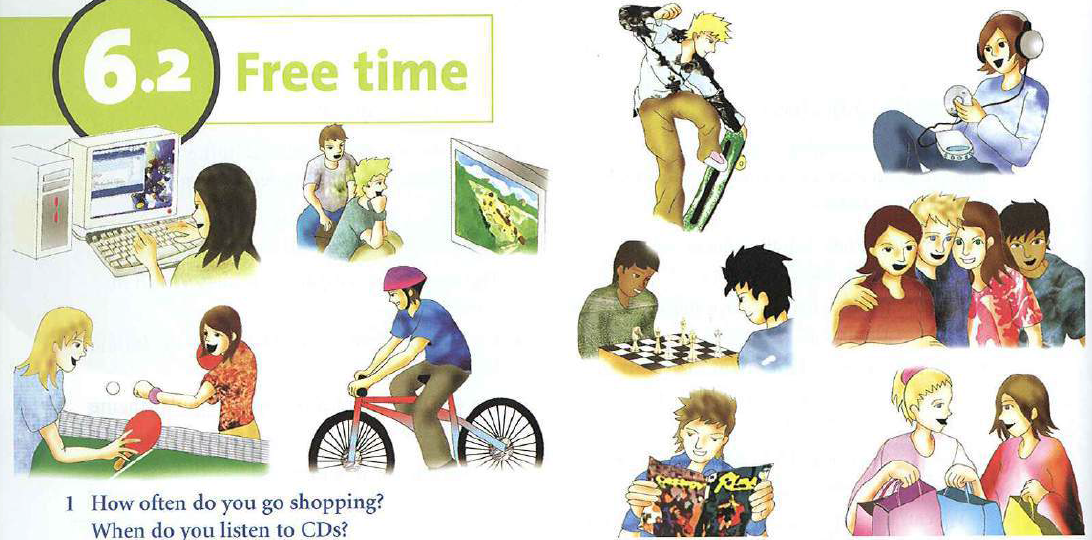 6.2 Free time
1 How often do you go shopping?
When do you listen to CDs?